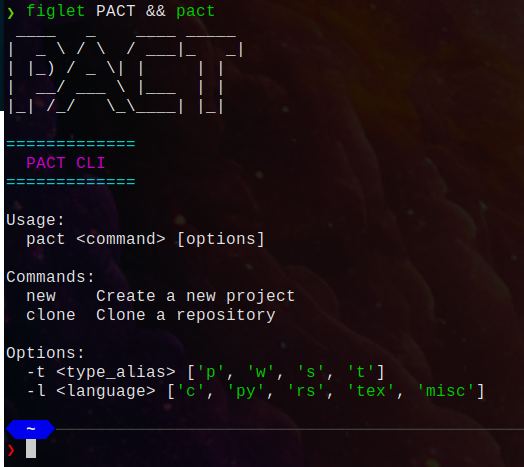 ❯ figlet PACT && pact
 ____   _    ____ _____
|  _ \ / \  / ___|_   _|
| |_) / _ \| |     | |
|  __/ ___ \ |___  | |
|_| /_/   \_\____| |_|
=============
  PACT CLI
=============
Usage:
  pact <command> [options]
Commands:
  new    Create a new project
  clone  Clone a repository
Options:
  -t <type_alias> ['p', 'w', 's', 't']
  -l <language> ['c', 'py', 'rs', 'tex', 'misc']
~
❯